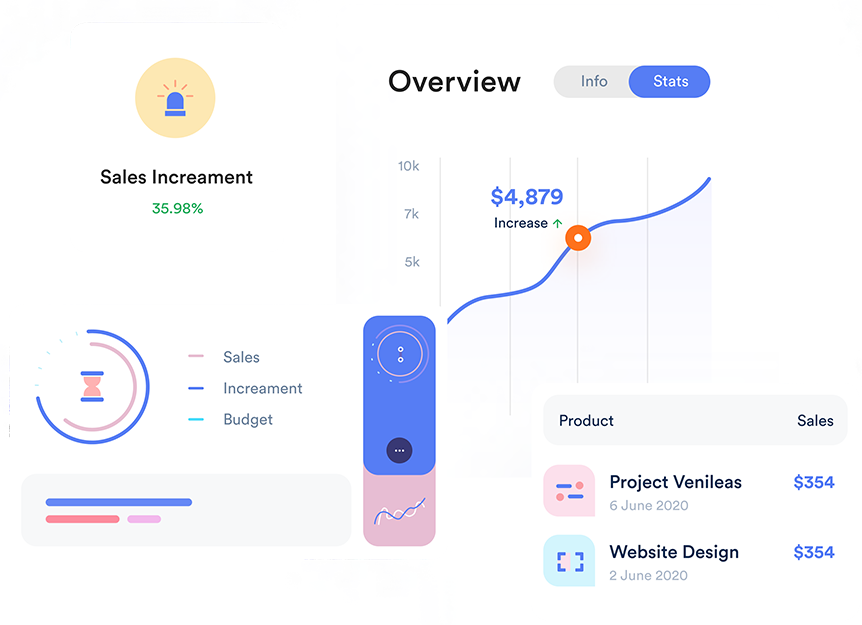 Sales Increament
35.98%
Overview
Info
Stats
10k
7k
5k
$4,879
Increase ↑
Sales
Increament
Budget
Product Sales
Project Venileas $354
6 June 2020
Website Design $354
2 June 2020